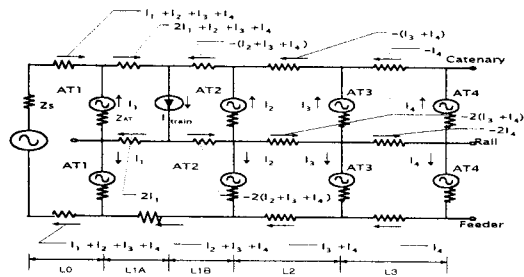 I₁ + I₂ + I₃ + I₄
-2I₁ + I₂ + I₃ + I₄
-(I₂ + I₃ + I₄)
-(I₃ + I₄)
-I₄
Catenary
Zs
AT1 I₁
Z_AT
I_train
AT2 I₂
I₃ AT3
I₄ AT4
-2(I₃ + I₄)
-2I₄
Rail
AT1 I₁
AT2 I₂
I₃ AT3
I₄ AT4
2I₁
-2(I₂ + I₃ + I₄)
Feeder
I₁ + I₂ + I₃ + I₄
I₂ + I₃ + I₄
I₃ + I₄
I₄
L0 L1A L1B L2 L3